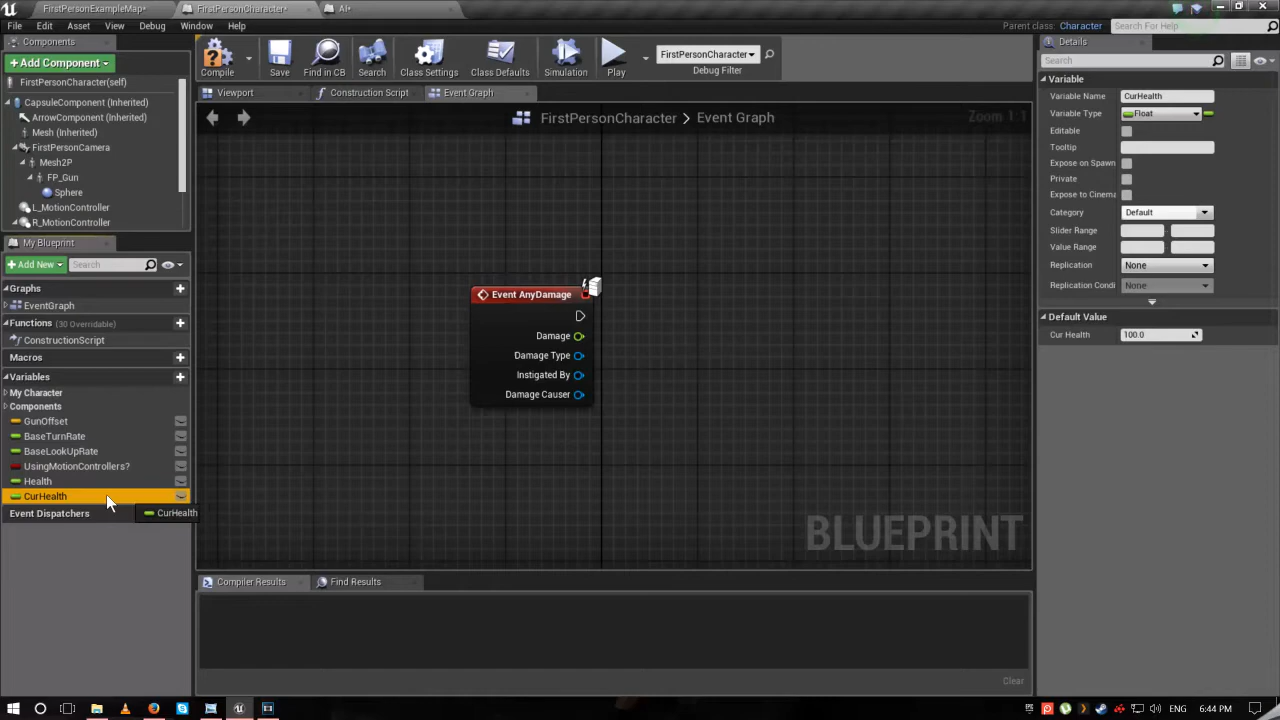 FirstPersonExampleMap*
FirstPersonCharacter*
AI*
File Edit Asset View Debug Window Help
Parent class: Character
Search For Help
Components
+ Add Component
Search
FirstPersonCharacter(self)
CapsuleComponent (Inherited)
ArrowComponent (Inherited)
Mesh (Inherited)
FirstPersonCamera
Mesh2P
FP_Gun
Sphere
L_MotionController
R_MotionController
Compile
Save
Find in CB
Search
Class Settings
Class Defaults
Simulation
Play
FirstPersonCharacter
Debug Filter
Viewport
Construction Script
Event Graph
FirstPersonCharacter > Event Graph
Zoom 1:1
My Blueprint
+ Add New
Search
Graphs
EventGraph
Functions (30 Overridable)
ConstructionScript
Macros
Variables
My Character
Components
GunOffset
BaseTurnRate
BaseLookUpRate
UsingMotionControllers?
Health
CurHealth
Event Dispatchers
CurHealth
Event AnyDamage
Damage
Damage Type
Instigated By
Damage Causer
BLUEPRINT
Compiler Results
Find Results
Clear
Details
Search
Variable
Variable Name CurHealth
Variable Type Float
Editable
Tooltip
Expose on Spawn
Private
Expose to Cinema
Category Default
Slider Range
Value Range
Replication None
Replication Condi None
Default Value
Cur Health 100.0
ENG 6:44 PM